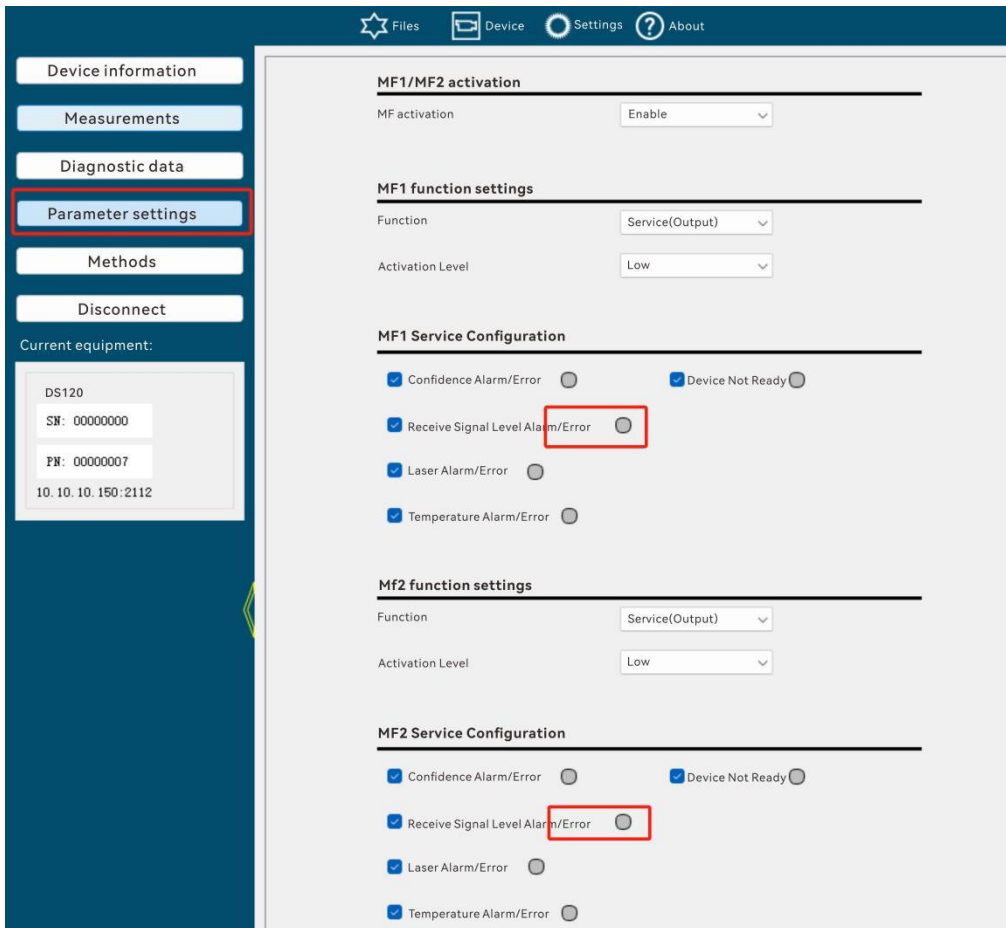 Files Device Settings ? About
Device information
Measurements
Diagnostic data
Parameter settings
Methods
Disconnect
Current equipment:
DS120
SN: 00000000
PN: 00000007
10.10.10.150:2112
MF1/MF2 activation
MF activation Enable
MF1 function settings
Function Service(Output)
Activation Level Low
MF1 Service Configuration
Confidence Alarm/Error Device Not Ready
Receive Signal Level Alarm/Error
Laser Alarm/Error
Temperature Alarm/Error
Mf2 function settings
Function Service(Output)
Activation Level Low
MF2 Service Configuration
Confidence Alarm/Error Device Not Ready
Receive Signal Level Alarm/Error
Laser Alarm/Error
Temperature Alarm/Error